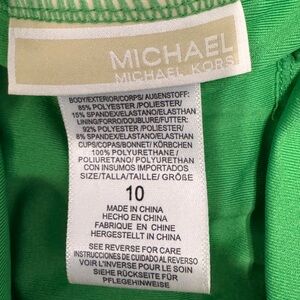 MICHAEL
MICHAEL KORS
BODY/EXTERIOR/CORPS/ AUßENSTOFF:
85% POLYESTER /POLIESTER/
15% SPANDEX/ELASTANO/ELASTHAN
LINING/FORRO/DOUBLURE/FUTTER:
92% POLYESTER /POLIESTER/
8% SPANDEX/ELASTANO/ELASTHAN
CUPS/COPAS/BONNET/ KÖRBCHEN
100% POLYURETHANE /
POLIURETANO/ POLYURETHAN
CON INSUMOS IMPORTADOS
SIZE/TALLA/TAILLE/ GRÖßE
10
MADE IN CHINA
HECHO EN CHINA
FABRIQUE EN CHINE
HERGESTELLT IN CHINA
SEE REVERSE FOR CARE
INSTRUCCIONES DE CUIDADO AL REVERSO
VOIR L'INVERSE POUR LE SOIN
SIEHE RÜCKSEITE FÜR
PFLEGEHINWEISE